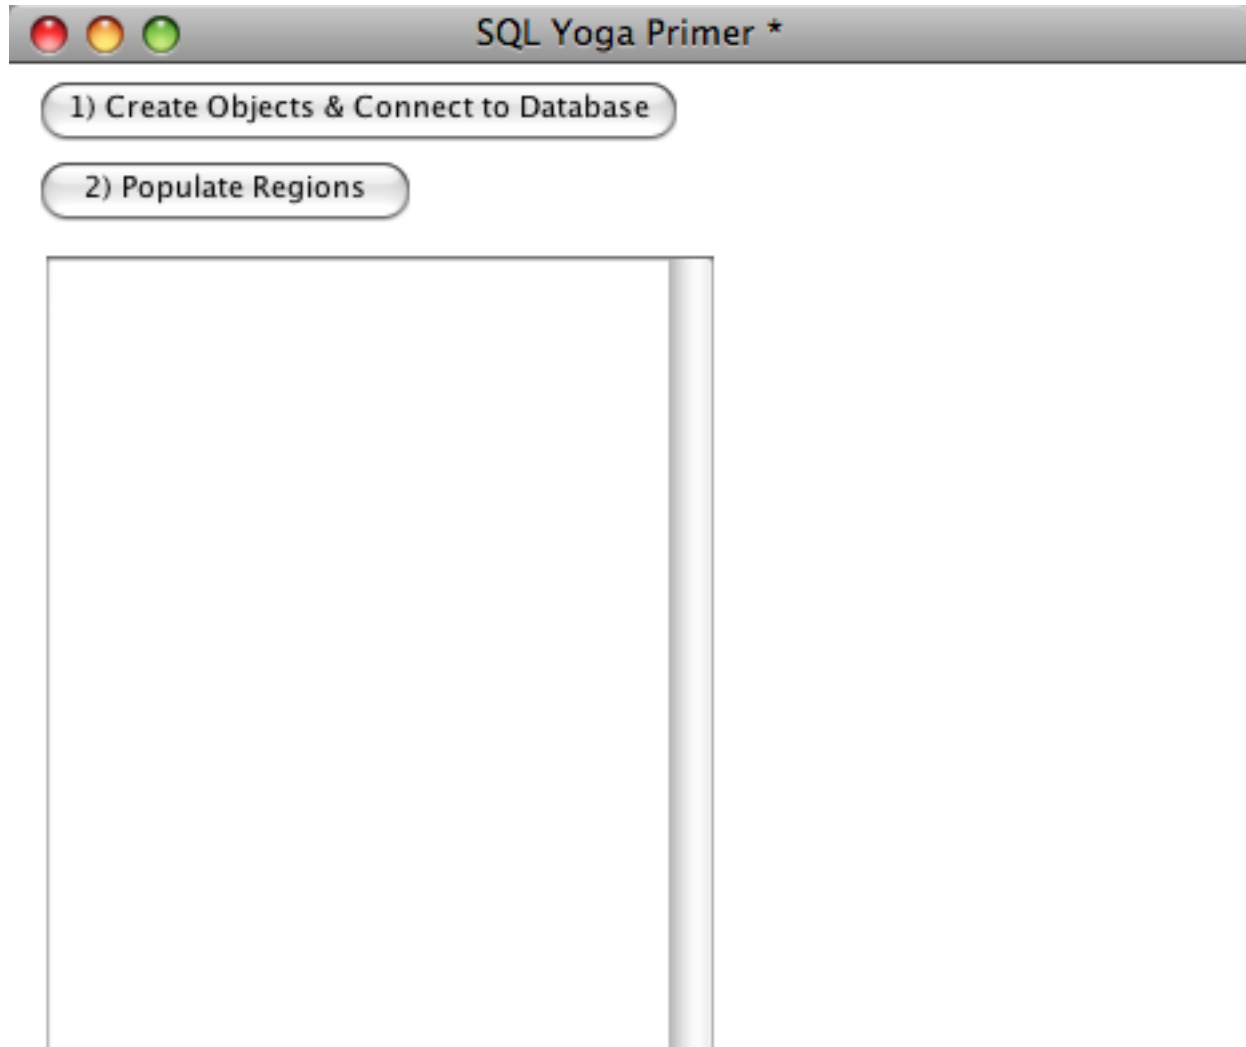 SQL Yoga Primer *
1) Create Objects & Connect to Database
2) Populate Regions